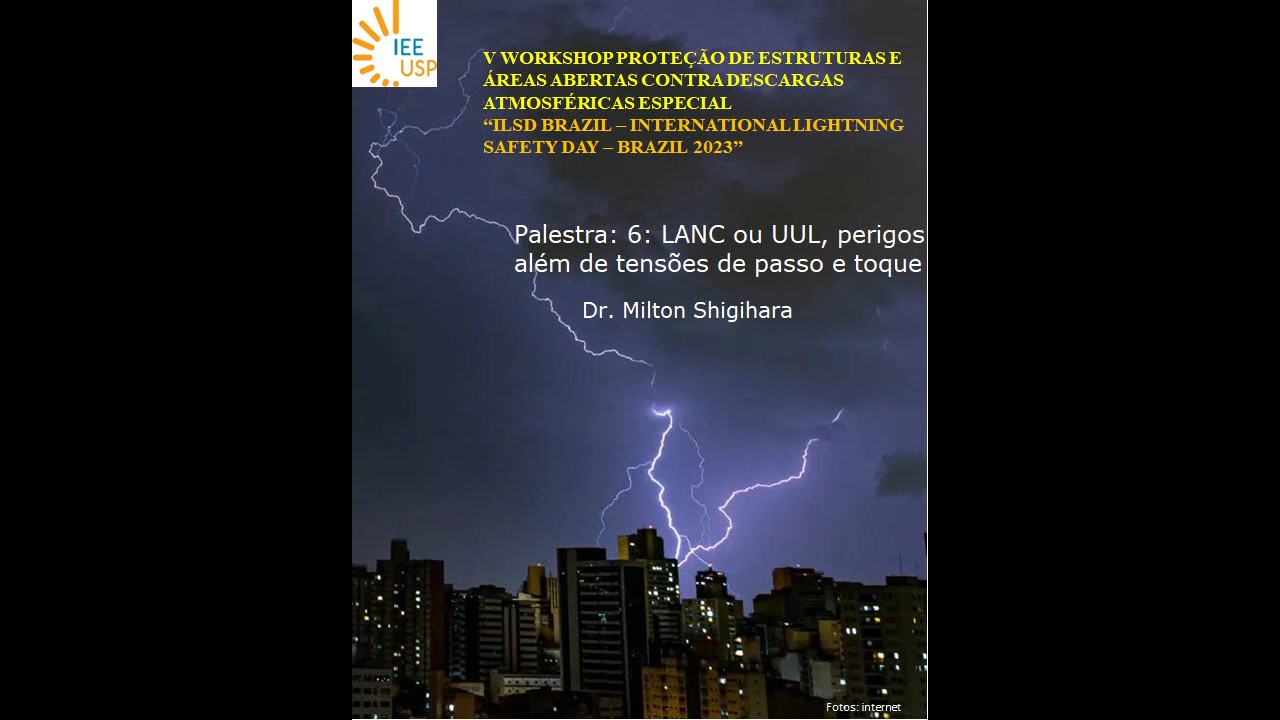 IEE
USP
V WORKSHOP PROTEÇÃO DE ESTRUTURAS E
ÁREAS ABERTAS CONTRA DESCARGAS
ATMOSFÉRICAS ESPECIAL
“ILSD BRAZIL – INTERNATIONAL LIGHTNING
SAFETY DAY – BRAZIL 2023”
Palestra: 6: LANC ou UUL, perigos
além de tensões de passo e toque
Dr. Milton Shigihara
Fotos: internet